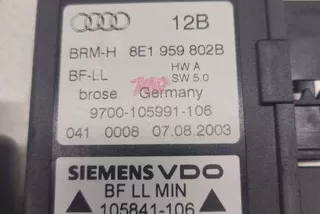 12B
BRM-H 8E1 959 802B
BF-LL HW A
SW 5.0
brose Germany
9700-105991-106
041 0008 07.08.2003
SIEMENS VDO
BF LL MIN
105841-106